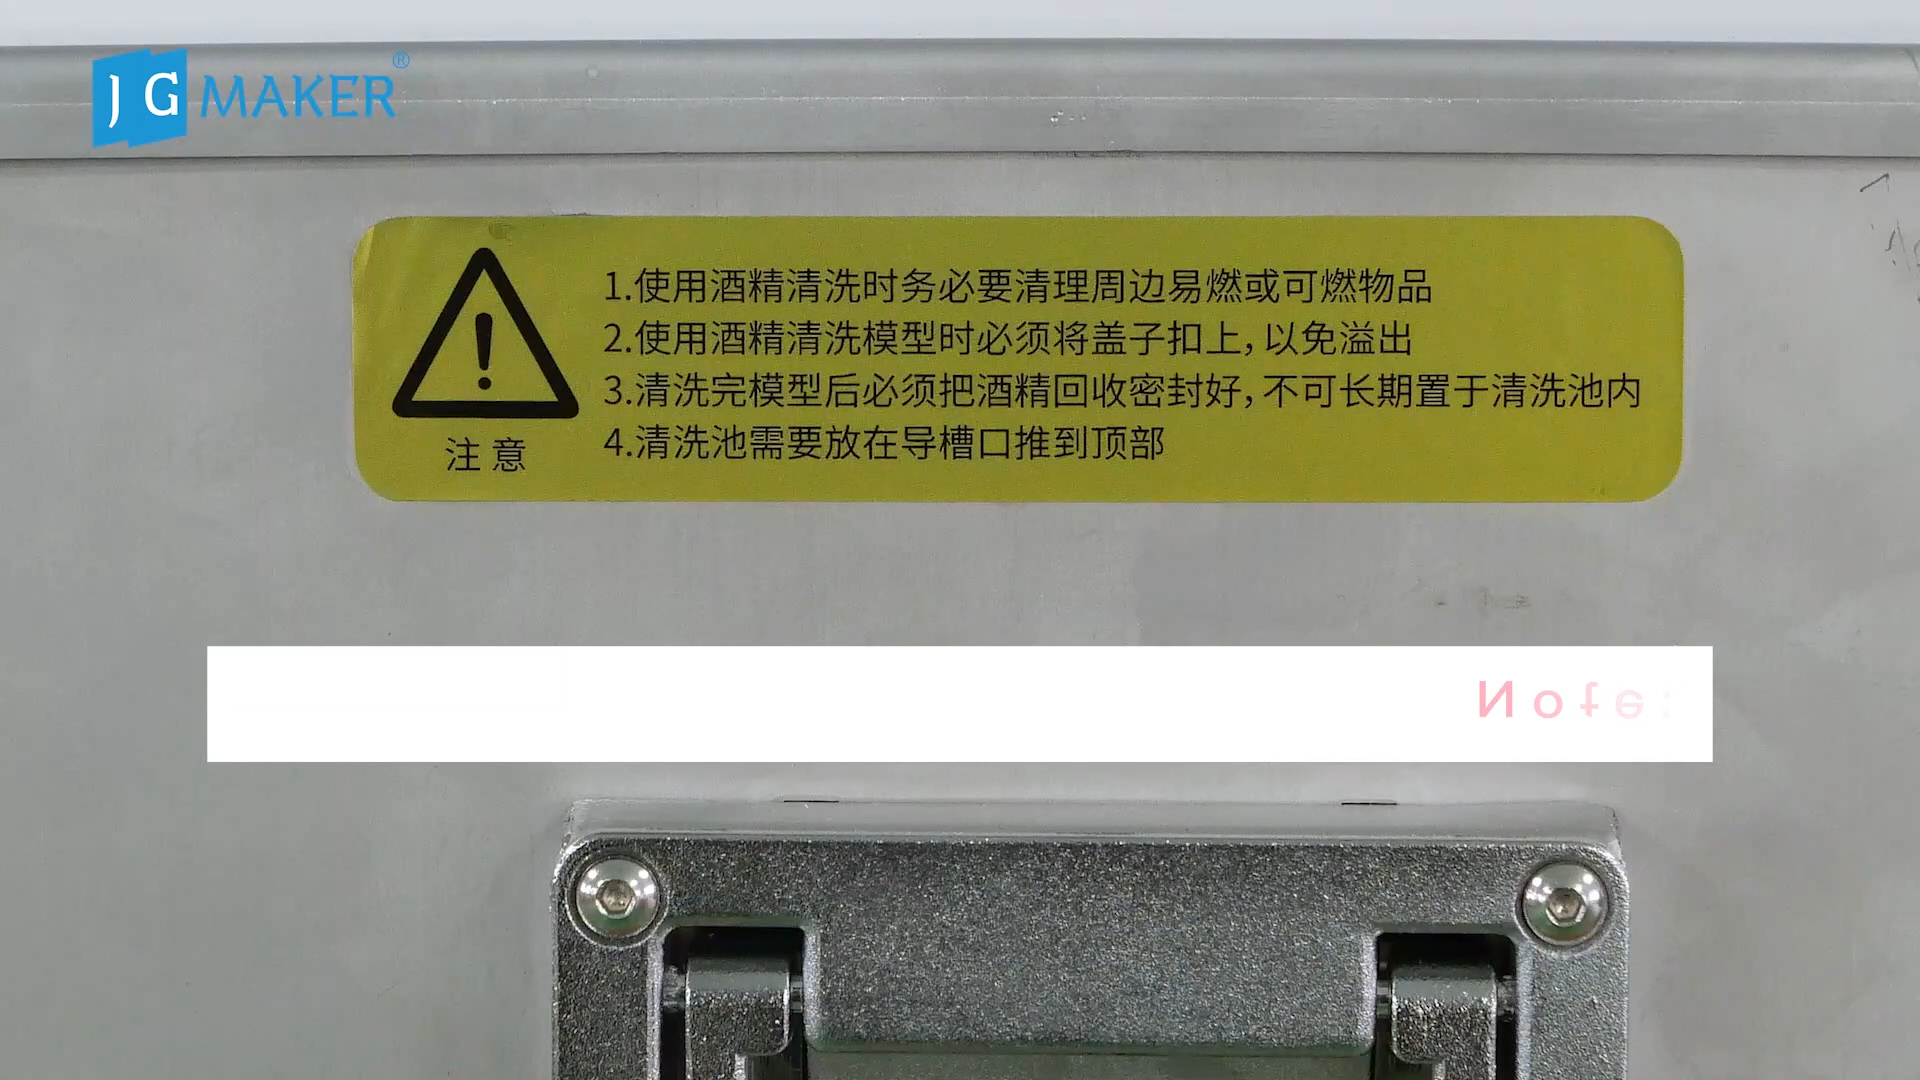 JG MAKER®
1.使用酒精清洗时务必要清理周边易燃或可燃物品
2.使用酒精清洗模型时必须将盖子扣上,以免溢出
3.清洗完模型后必须把酒精回收密封好,不可长期置于清洗池内
4.清洗池需要放在导槽口推到顶部
注意
Note: